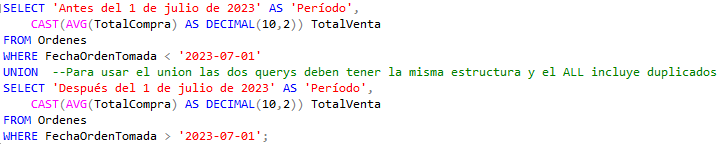 SELECT 'Antes del 1 de julio de 2023' AS 'Período',
CAST(AVG(TotalCompra) AS DECIMAL(10,2)) TotalVenta
FROM Ordenes
WHERE FechaOrdenTomada < '2023-07-01'
UNION --Para usar el union las dos querys deben tener la misma estructura y el ALL incluye duplicados
SELECT 'Después del 1 de julio de 2023' AS 'Período',
CAST(AVG(TotalCompra) AS DECIMAL(10,2)) TotalVenta
FROM Ordenes
WHERE FechaOrdenTomada > '2023-07-01';